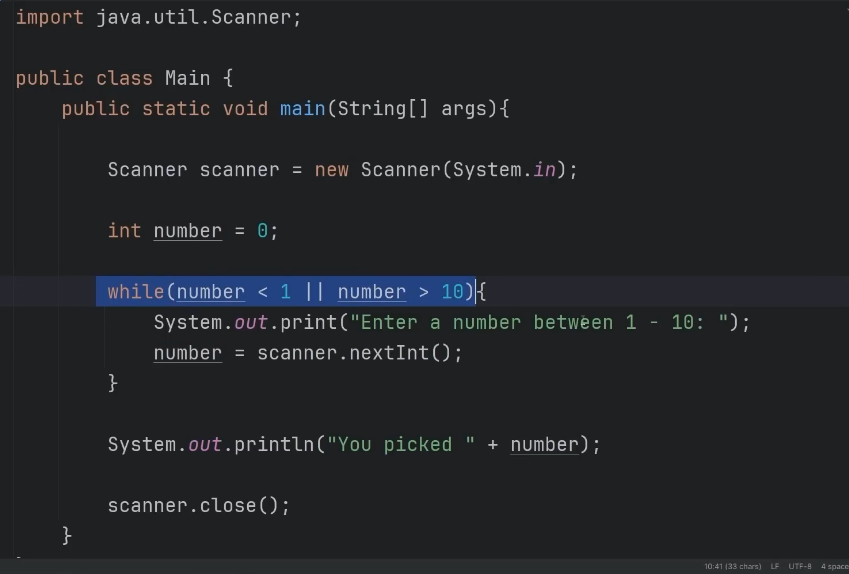 import java.util.Scanner;
public class Main {
public static void main(String[] args){
Scanner scanner = new Scanner(System.in);
int number = 0;
while(number < 1 || number > 10){
System.out.print("Enter a number between 1 - 10: ");
number = scanner.nextInt();
}
System.out.println("You picked " + number);
scanner.close();
}
10:41 (33 chars) LF UTF-8 4 space